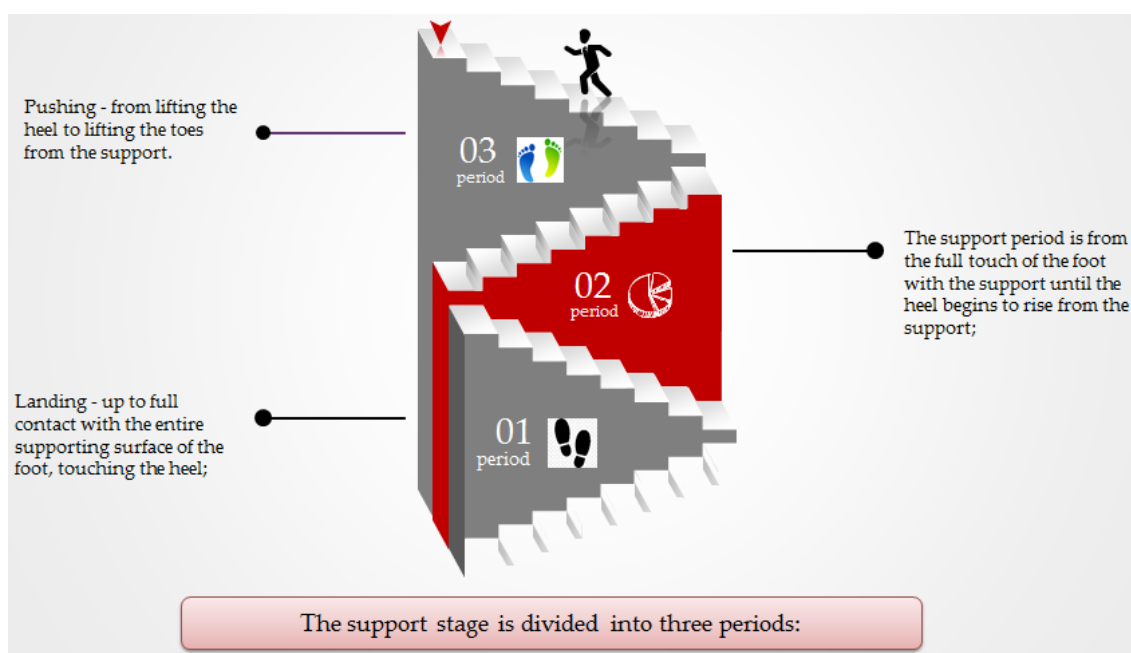 Pushing - from lifting the
heel to lifting the toes
from the support.
03
period
02
period
The support period is from
the full touch of the foot
with the support until the
heel begins to rise from the
support;
Landing - up to full
contact with the entire
supporting surface of the
foot, touching the heel;
01
period
The support stage is divided into three periods: